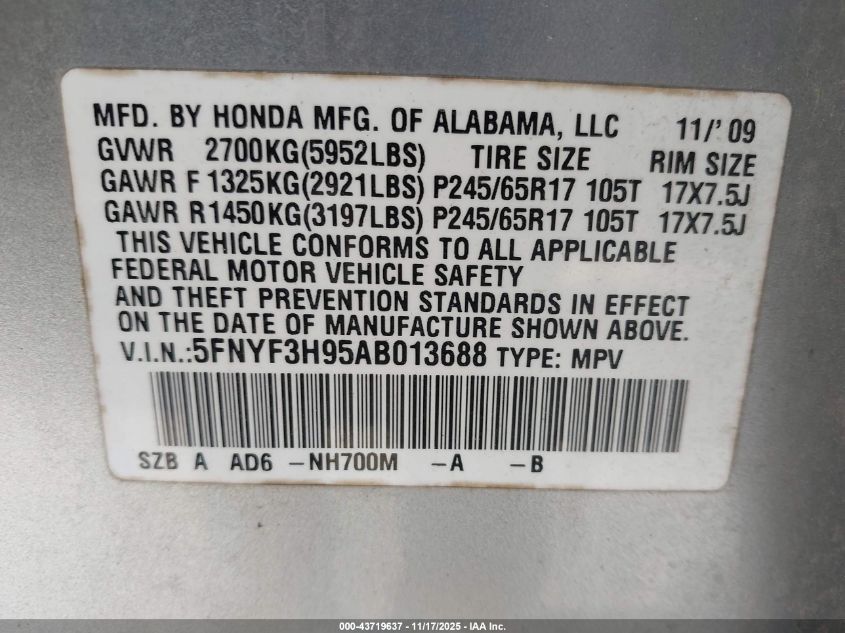 MFD. BY HONDA MFG. OF ALABAMA, LLC 11/' 09
GVWR 2700KG(5952LBS) TIRE SIZE RIM SIZE
GAWR F 1325KG(2921LBS) P245/65R17 105T 17X7.5J
GAWR R1450KG(3197LBS) P245/65R17 105T 17X7.5J
THIS VEHICLE CONFORMS TO ALL APPLICABLE
FEDERAL MOTOR VEHICLE SAFETY
AND THEFT PREVENTION STANDARDS IN EFFECT
ON THE DATE OF MANUFACTURE SHOWN ABOVE.
V.I.N.:5FNYF3H95AB013688 TYPE: MPV
SZB A AD6 -NH700M -A -B
000-43719637 - 11/17/2025 - IAA Inc.